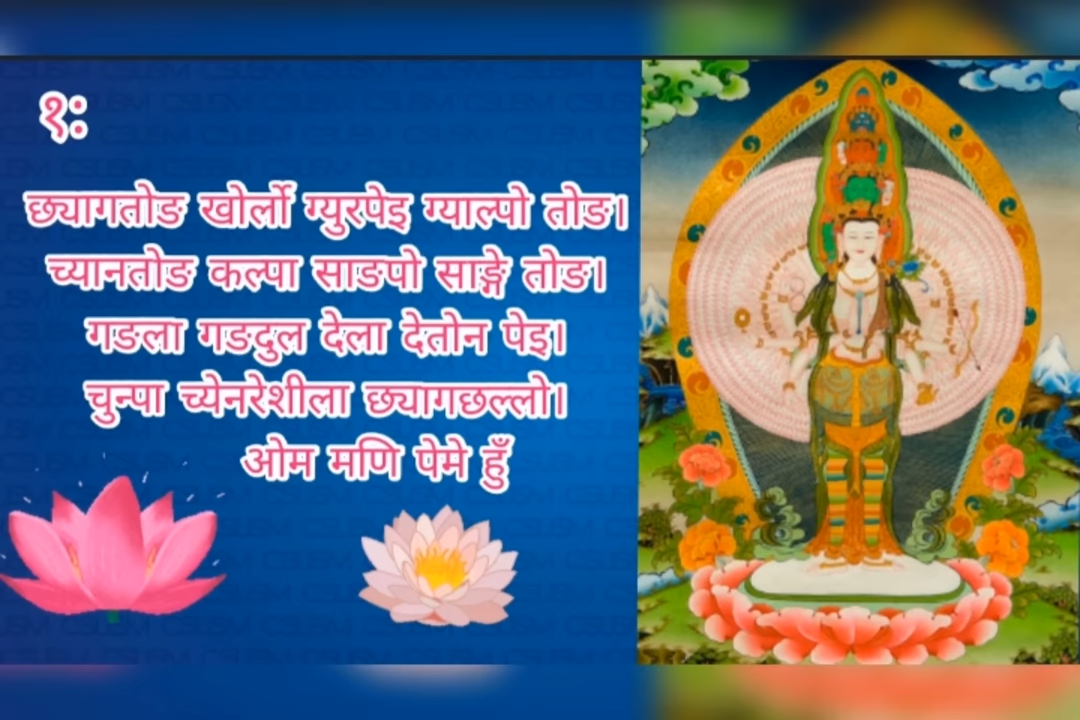 १ः
छ्यागतोङ खोर्लो ग्युरपेइ ग्याल्पो तोङ।
च्यानतोङ कल्पा साङपो साङ्गे तोङ।
गङला गङदुल देला देतोन पेइ।
चुन्पा च्येनरेशीला छ्यागछल्लो।
ओम मणि पेमे हुँ